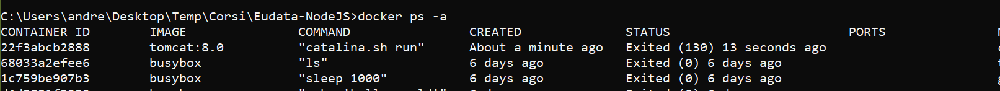 C:\Users\andre\Desktop\Temp\Corsi\Eudata-NodeJS>docker ps -a
CONTAINER ID        IMAGE               COMMAND                CREATED              STATUS                        PORTS
22f3abcb2888        tomcat:8.0          "catalina.sh run"      About a minute ago   Exited (130) 13 seconds ago
68033a2efee6        busybox             "ls"                   6 days ago           Exited (0) 6 days ago
1c759be907b3        busybox             "sleep 1000"           6 days ago           Exited (0) 6 days ago